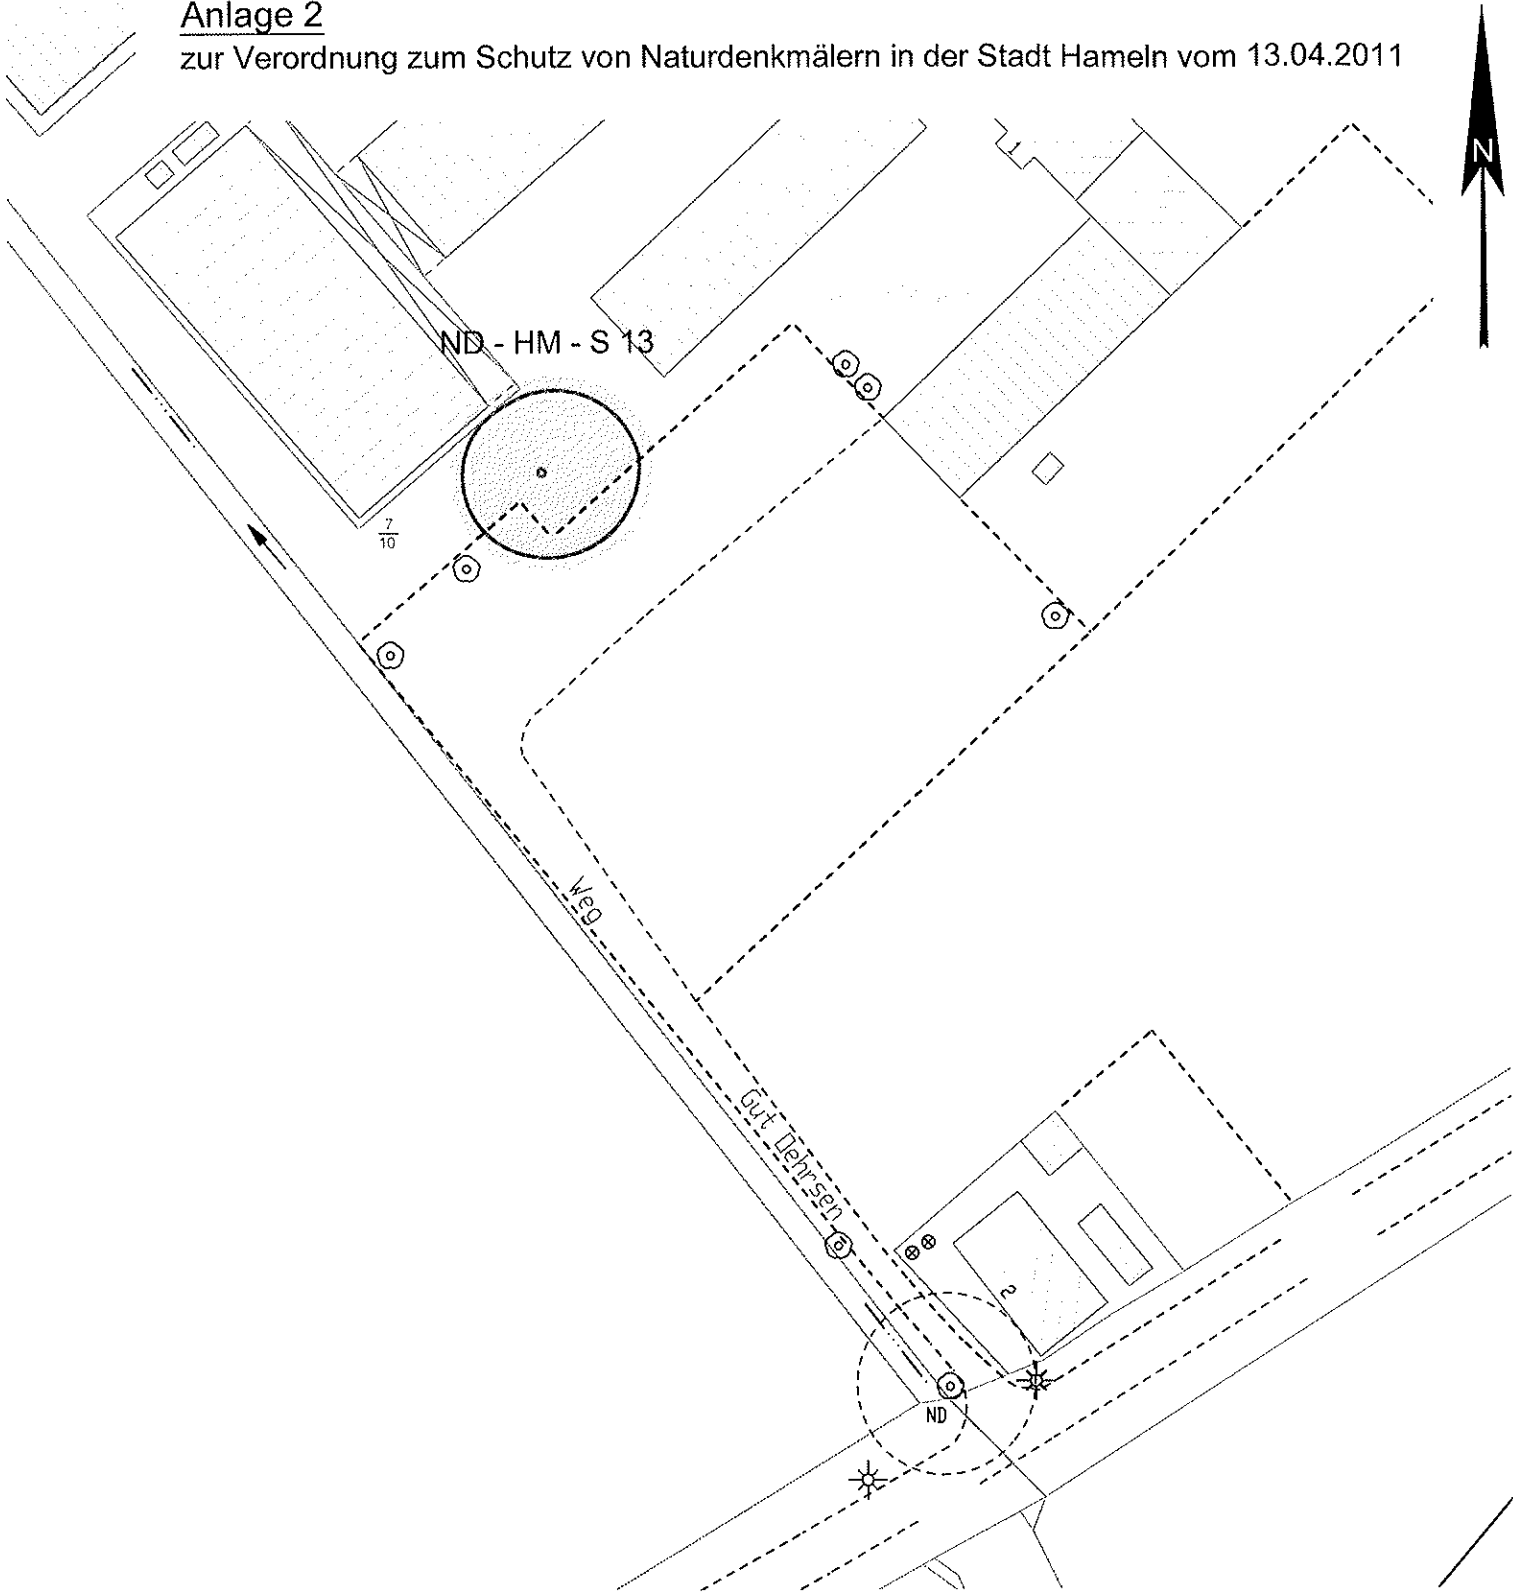 Anlage 2
zur Verordnung zum Schutz von Naturdenkmälern in der Stadt Hameln vom 13.04.2011
N
1
ND - HM - S 13
7
10
Weg
Gut Dehrsen
2
ND